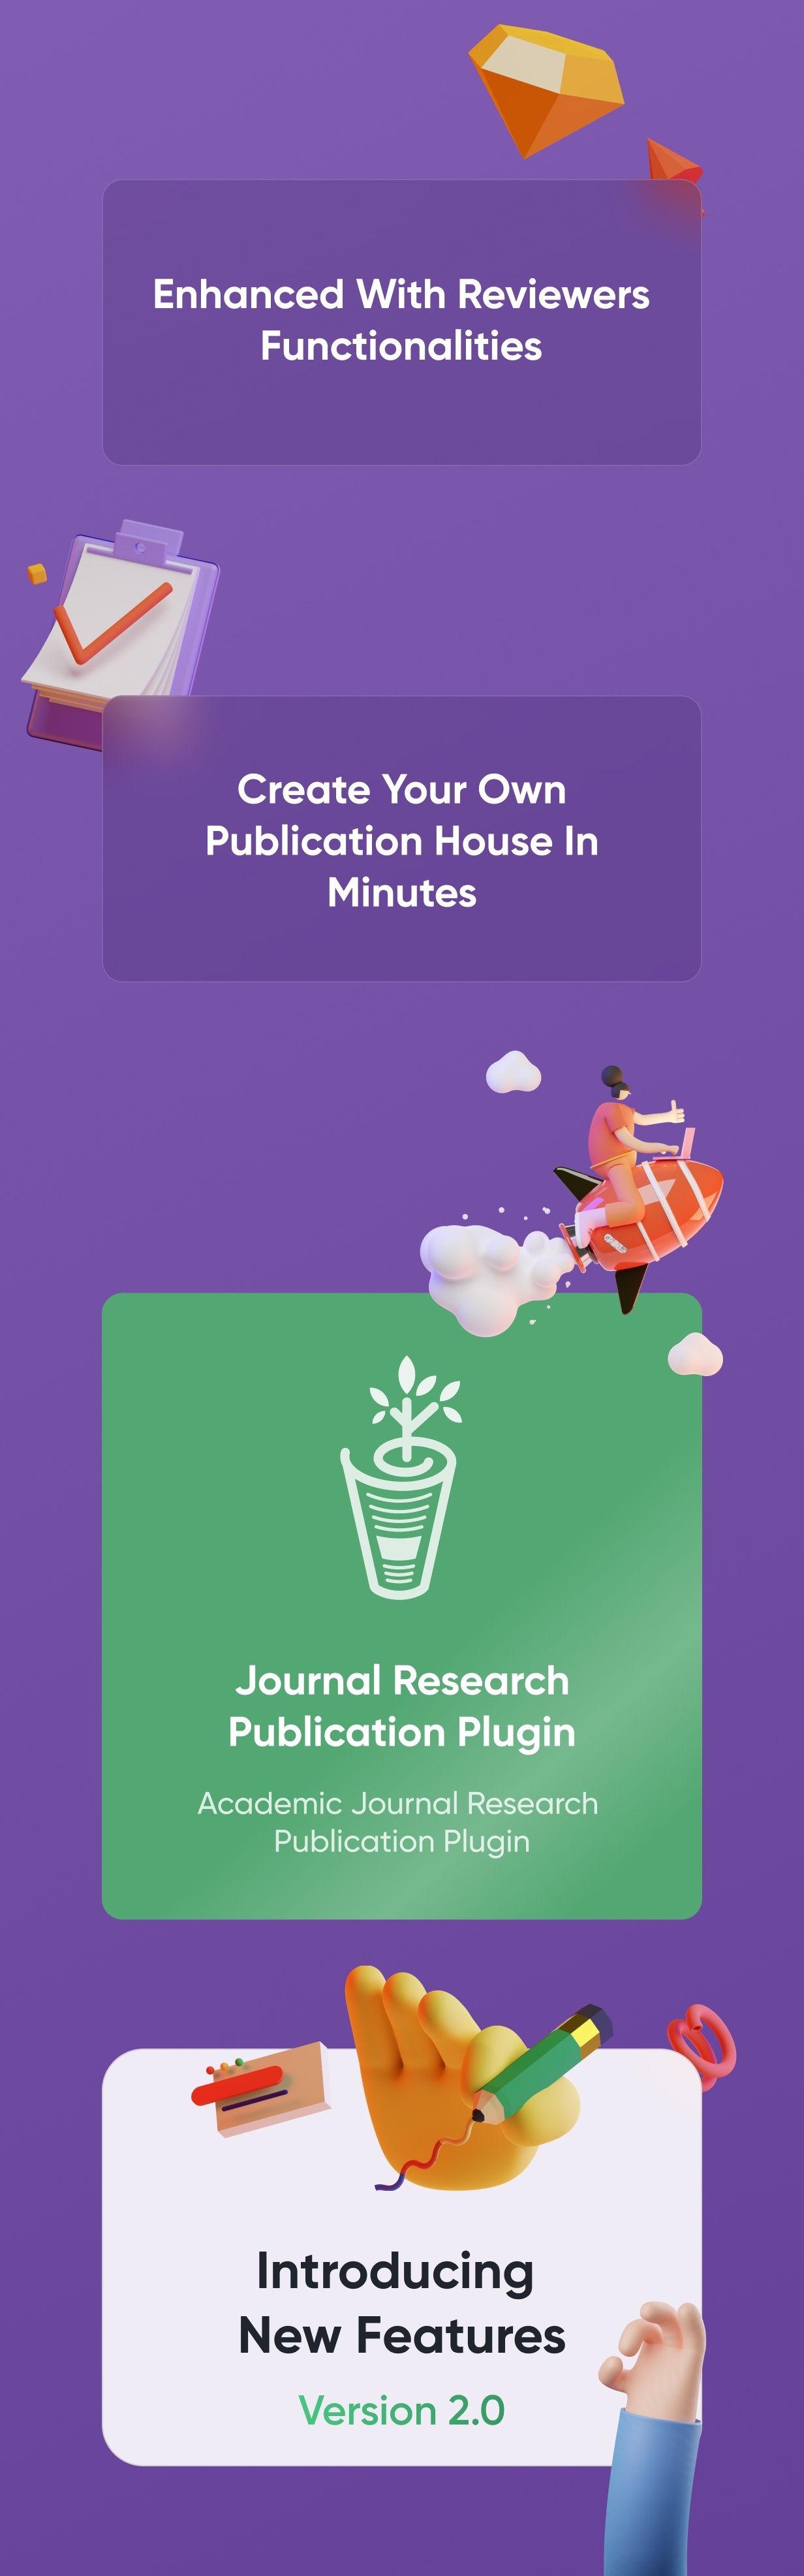 Enhanced With Reviewers
Functionalities
Create Your Own
Publication House In
Minutes
Journal Research
Publication Plugin
Academic Journal Research
Publication Plugin
Introducing
New Features
Version 2.0